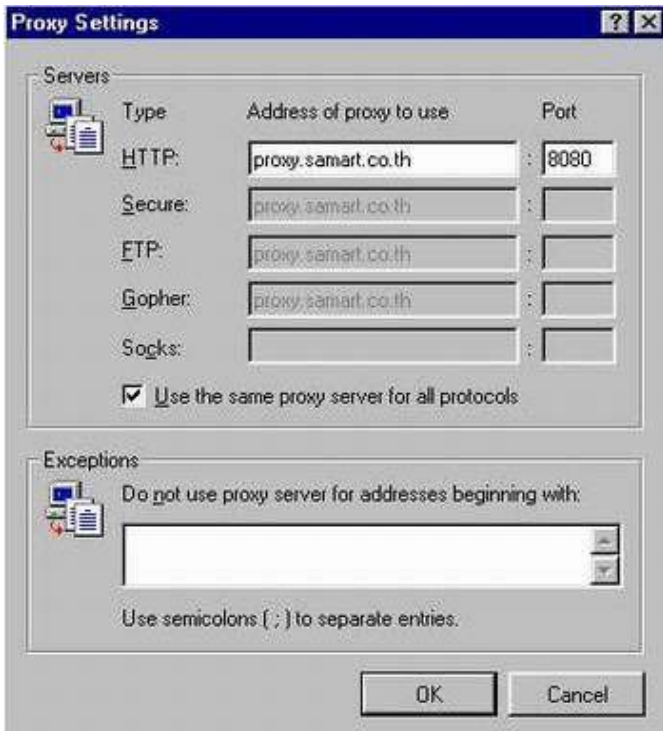 Proxy Settings
Servers
Type Address of proxy to use Port
HTTP: proxy.samart.co.th : 8080
Secure: proxy.samart.co.th :
FTP: proxy.samart.co.th :
Gopher: proxy.samart.co.th :
Socks: :
Use the same proxy server for all protocols
Exceptions
Do not use proxy server for addresses beginning with:
Use semicolons ( ; ) to separate entries.
OK Cancel